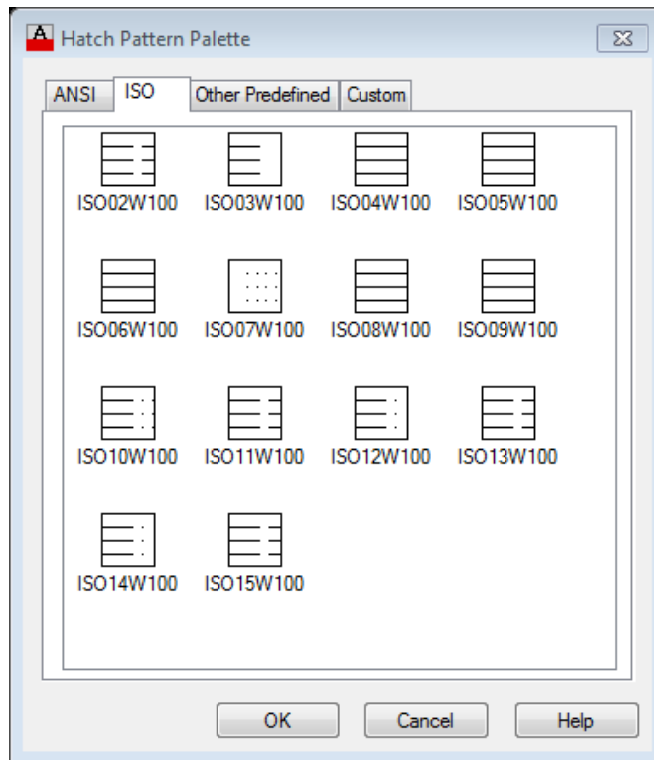 Hatch Pattern Palette
ANSI ISO Other Predefined Custom
ISO02W100 ISO03W100 ISO04W100 ISO05W100
ISO06W100 ISO07W100 ISO08W100 ISO09W100
ISO10W100 ISO11W100 ISO12W100 ISO13W100
ISO14W100 ISO15W100
OK Cancel Help